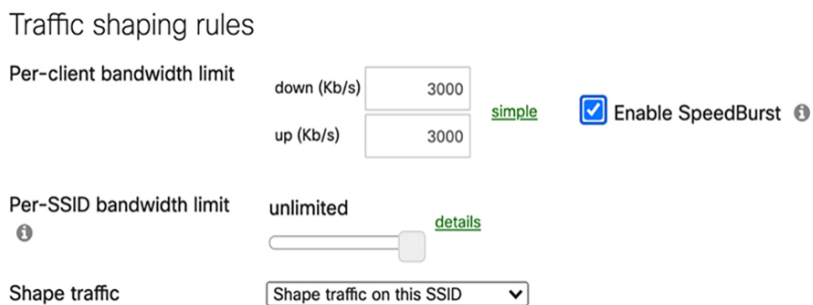 Traffic shaping rules
Per-client bandwidth limit
down (Kb/s) 3000
simple
Enable SpeedBurst
up (Kb/s) 3000
Per-SSID bandwidth limit
unlimited
details
Shape traffic
Shape traffic on this SSID